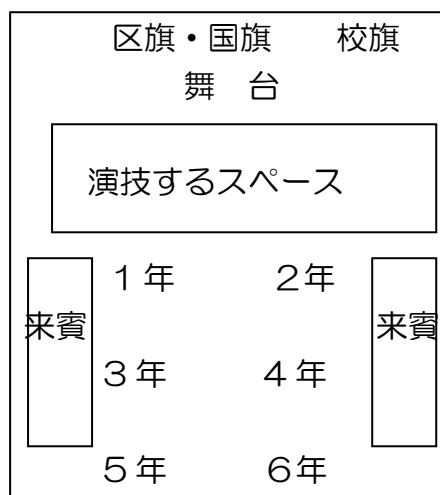 区旗・国旗　　校旗
舞　台
演技するスペース
１年　　２年
来賓　　来賓
３年　　４年
５年　　６年